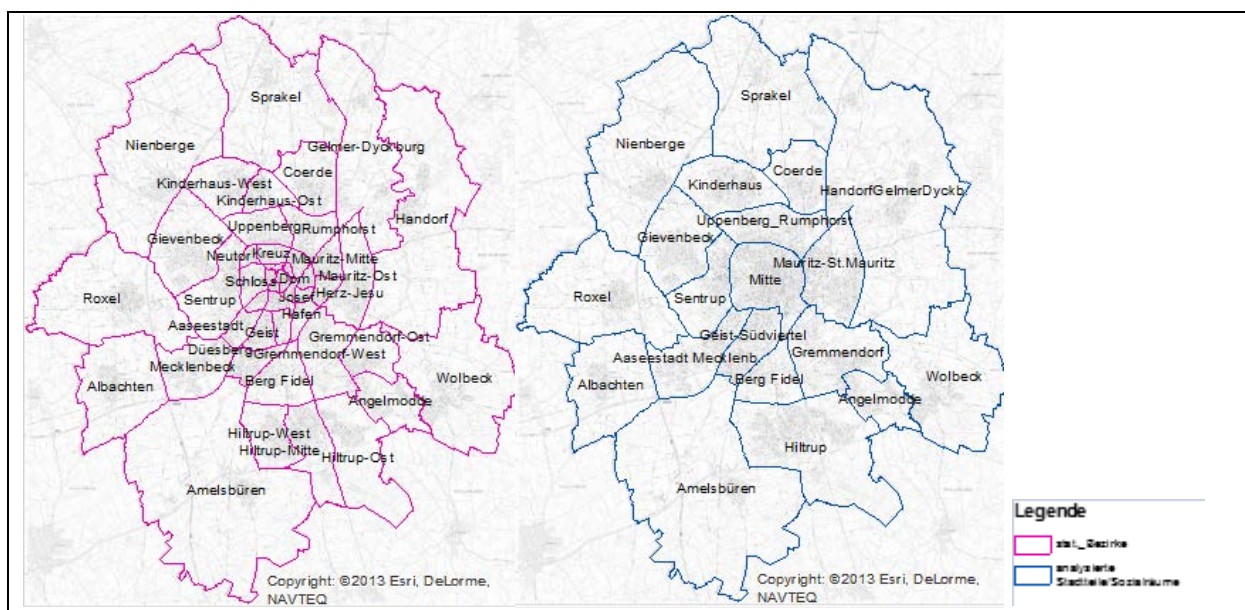 Sprakel
Nienberge
Gelmer-Dyckburg
Coerde
Kinderhaus-West
Kinderhaus-Ost
Handorf
Uppenberg
Rumphorst
Gievenbeck
Neutor
Kreuz
Mauritz-Mitte
Schloss
Dom
Mauritz-Ost
Roxel
Sentrup
Josef
Herz-Jesu
Hafen
Aaseestadt
Geist
Gremmendorf-Ost
Düesberg
Gremmendorf-West
Mecklenbeck
Albachten
Berg Fidel
Wolbeck
Angelmodde
Hiltrup-West
Hiltrup-Mitte
Hiltrup-Ost
Amelsbüren
Copyright: ©2013 Esri, DeLorme,
NAVTEQ
Sprakel
Nienberge
Coerde
Kinderhaus
HandorfGelmerDyckb
Uppenberg_Rumphorst
Gievenbeck
Mauritz-St.Mauritz
Mitte
Roxel
Sentrup
Geist-Südviertel
Aaseestadt Mecklenb.
Gremmendorf
Albachten
Berg Fidel
Wolbeck
Angelmodde
Hiltrup
Amelsbüren
Copyright: ©2013 Esri, DeLorme,
NAVTEQ
Legende
stat._Bezirke
analysierte
Stadtteile/Sozialräume